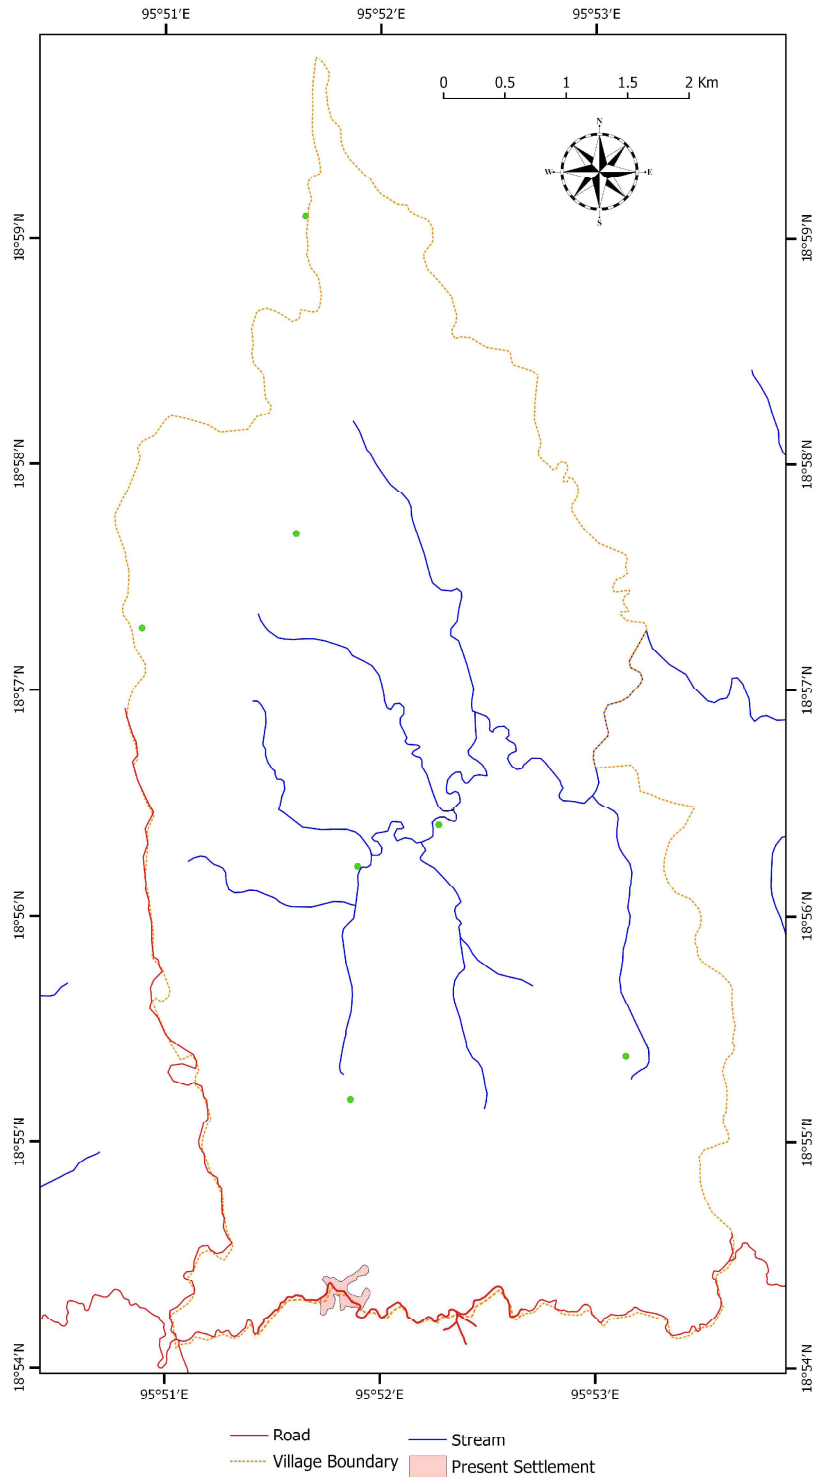 95°51′E 95°52′E 95°53′E
0 0.5 1 1.5 2 Km
N
W E
S
18°59′N 18°59′N
18°58′N 18°58′N
18°57′N 18°57′N
18°56′N 18°56′N
18°55′N 18°55′N
18°54′N 18°54′N
95°51′E 95°52′E 95°53′E
Road Stream
Village Boundary Present Settlement